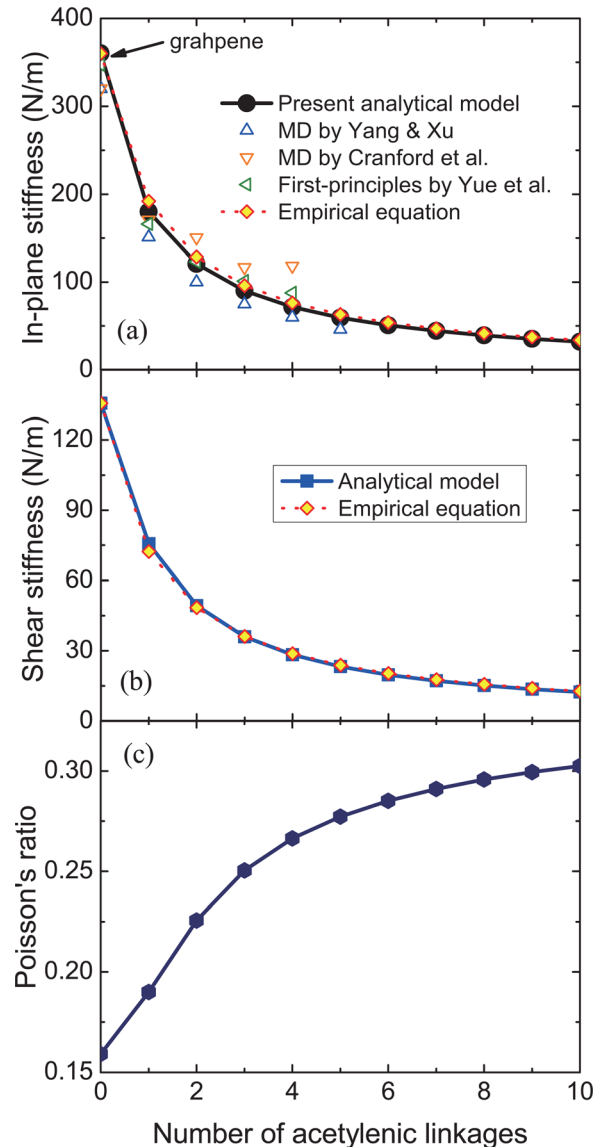 400
grahpene
300
Present analytical model
MD by Yang & Xu
MD by Cranford et al.
First-principles by Yue et al.
Empirical equation
200
100
0
In-plane stiffness (N/m)
(a)
120
90
60
30
0
Shear stiffness (N/m)
Analytical model
Empirical equation
(b)
(c)
0.30
0.25
0.20
0.15
Poisson's ratio
0 2 4 6 8 10
Number of acetylenic linkages